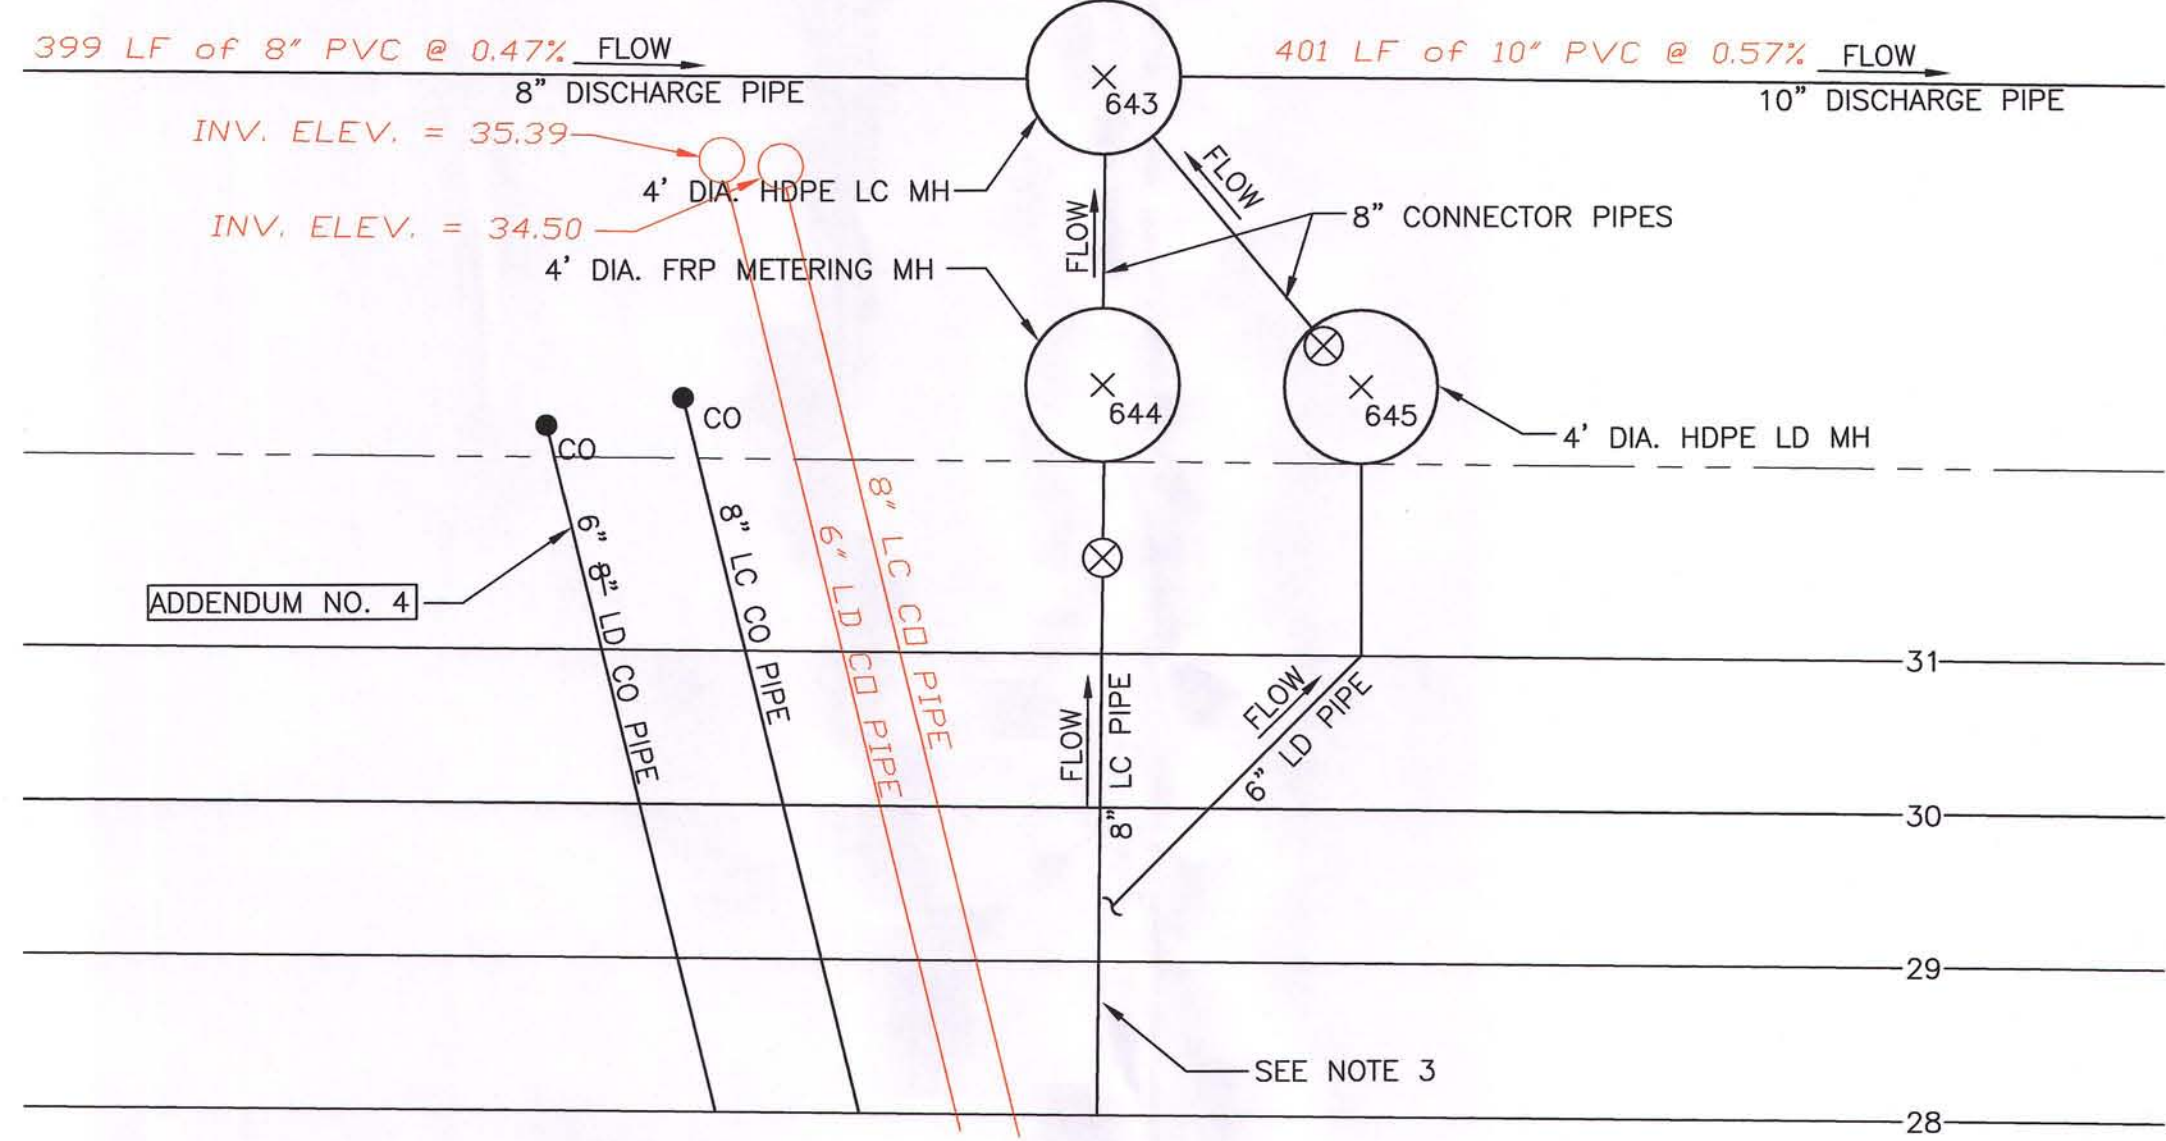 399 LF of 8" PVC @ 0.47%
FLOW
401 LF of 10" PVC @ 0.57%
FLOW
8" DISCHARGE PIPE
643
10" DISCHARGE PIPE
INV. ELEV. = 35.39
FLOW
4' DIA. HDPE LC MH
FLOW
8" CONNECTOR PIPES
INV. ELEV. = 34.50
4' DIA. FRP METERING MH
CO
644
645
CO
4' DIA. HDPE LD MH
6" 8" LD CO PIPE
8" LC CO PIPE
6" LD CO PIPE
8" LC CO PIPE
ADDENDUM NO. 4
31
FLOW
8" LC PIPE
FLOW
6" LD PIPE
30
29
SEE NOTE 3
28